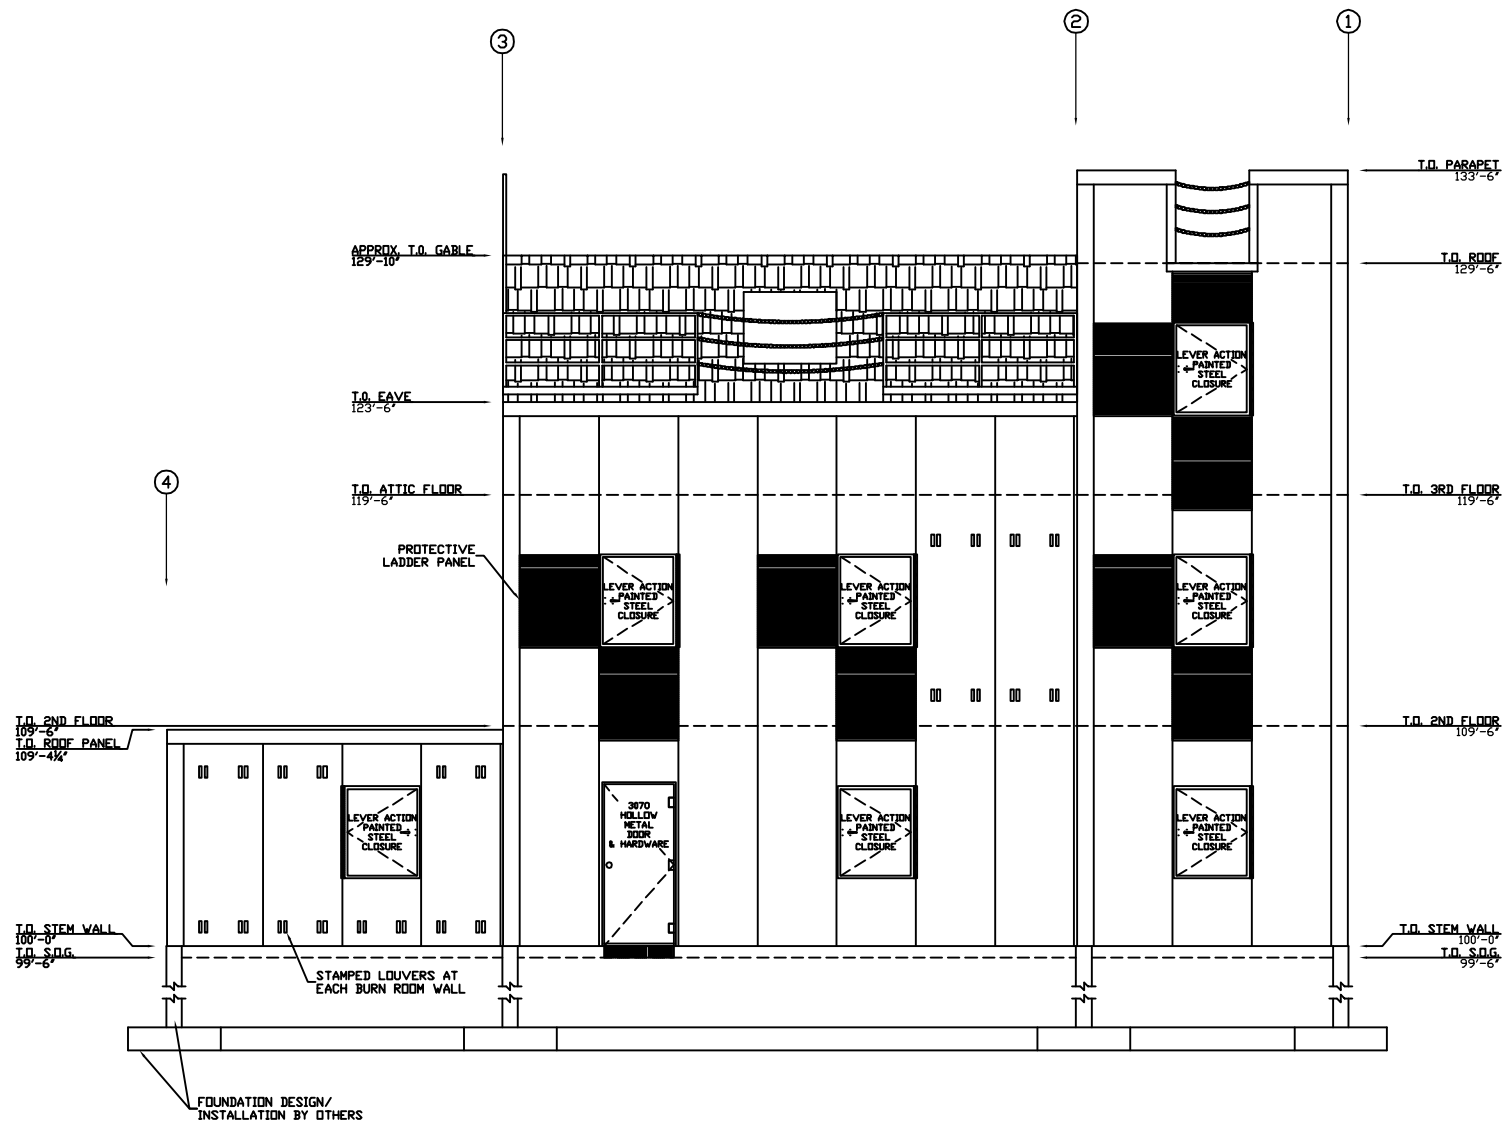 2
1
3
T.O. PARAPET
133'-6"
APPROX. T.O. GABLE
129'-10"
T.O. ROOF
129'-6"
LEVER ACTION
PAINTED
STEEL
CLOSURE
T.O. EAVE
123'-6"
4
T.O. ATTIC FLOOR
119'-6"
T.O. 3RD FLOOR
119'-6"
PROTECTIVE
LADDER PANEL
LEVER ACTION
PAINTED
STEEL
CLOSURE
LEVER ACTION
PAINTED
STEEL
CLOSURE
LEVER ACTION
PAINTED
STEEL
CLOSURE
T.O. 2ND FLOOR
109'-6"
T.O. ROOF PANEL
109'-4¼"
T.O. 2ND FLOOR
109'-6"
LEVER ACTION
PAINTED
STEEL
CLOSURE
3070
HOLLOW
METAL
DOOR
& HARDWARE
LEVER ACTION
PAINTED
STEEL
CLOSURE
LEVER ACTION
PAINTED
STEEL
CLOSURE
T.O. STEM WALL
100'-0"
T.O. S.O.G.
99'-6"
T.O. STEM WALL
100'-0"
T.O. S.O.G.
99'-6"
STAMPED LOUVERS AT
EACH BURN ROOM WALL
FOUNDATION DESIGN/
INSTALLATION BY OTHERS